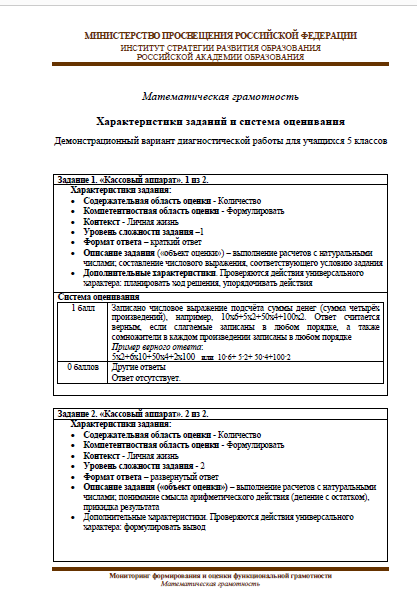 МИНИСТЕРСТВО ПРОСВЕЩЕНИЯ РОССИЙСКОЙ ФЕДЕРАЦИИ
ИНСТИТУТ СТРАТЕГИИ РАЗВИТИЯ ОБРАЗОВАНИЯ
РОССИЙСКОЙ АКАДЕМИИ ОБРАЗОВАНИЯ
Математическая грамотность
Характеристики заданий и система оценивания
Демонстрационный вариант диагностической работы для учащихся 5 классов
Задание 1. «Кассовый аппарат». 1 из 2.
Характеристики задания:
• Содержательная область оценки - Количество
• Компетентностная область оценки - Формулировать
• Контекст - Личная жизнь
• Уровень сложности задания –1
• Формат ответа – краткий ответ
• Описание задания («объект оценки») – выполнение расчетов с натуральными
числами; составление числового выражения, соответствующего условию задания
• Дополнительные характеристики. Проверяются действия универсального
характера: планировать ход решения, упорядочивать действия
Система оценивания
1 балл Записано числовое выражение подсчёта суммы денег (сумма четырёх
произведений), например, 10х6+5х2+50х4+100х2. Ответ считается
верным, если слагаемые записаны в любом порядке, а также
сомножители в каждом произведении записаны в любом порядке
Пример верного ответа:
5х2+6х10+50х4+2х100 или 10·6+ 5·2+ 50·4+100·2
0 баллов Другие ответы
Ответ отсутствует.
Задание 2. «Кассовый аппарат». 2 из 2.
Характеристики задания:
• Содержательная область оценки - Количество
• Компетентностная область оценки - Формулировать
• Контекст - Личная жизнь
• Уровень сложности задания - 2
• Формат ответа – развернутый ответ
• Описание задания («объект оценки») – выполнение расчетов с натуральными
числами; понимание смысла арифметического действия (деление с остатком),
прикидка результата
• Дополнительные характеристики. Проверяются действия универсального
характера: формулировать вывод
Мониторинг формирования и оценки функциональной грамотности
Математическая грамотность